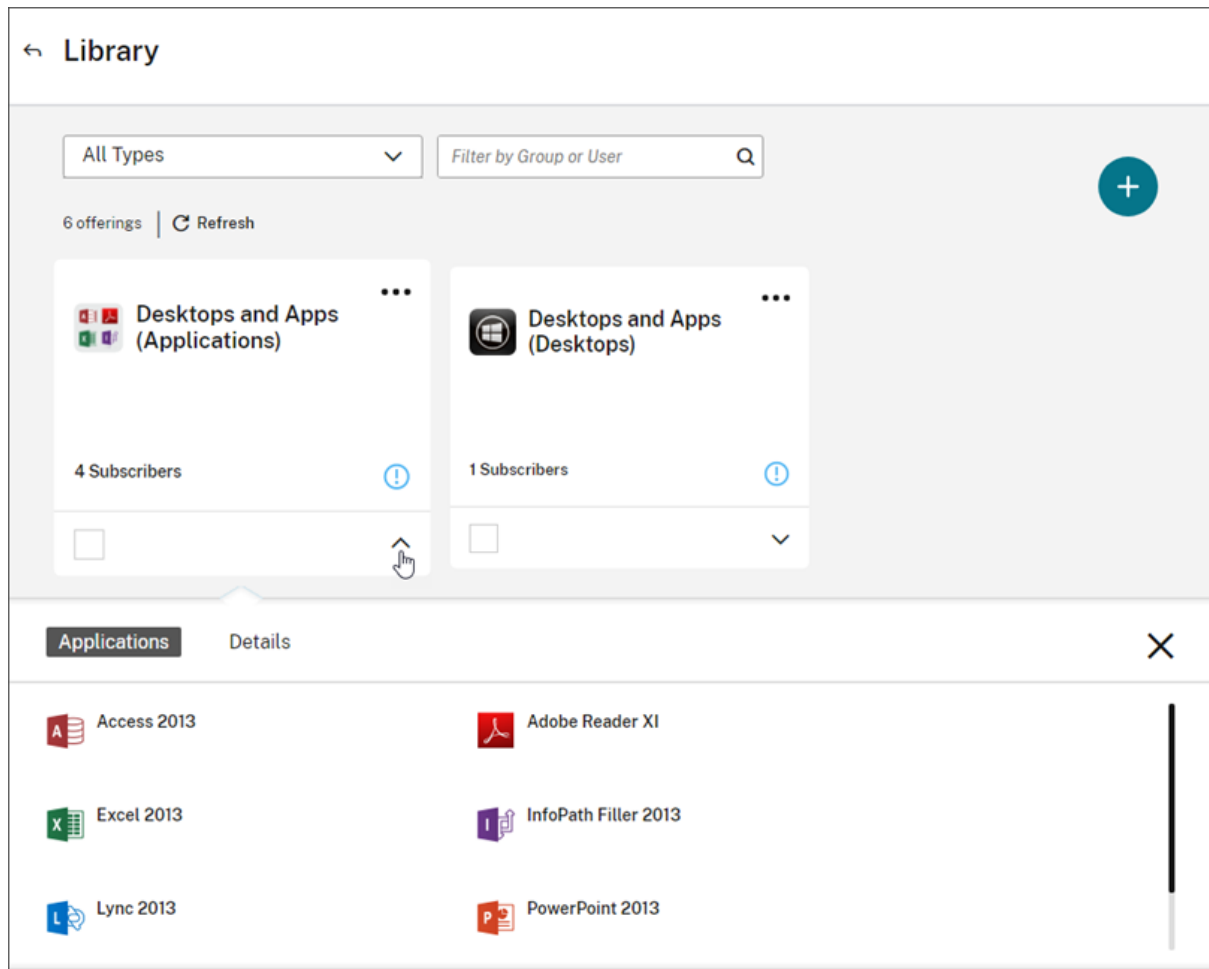 Library
All Types
Filter by Group or User
6 offerings
Refresh
Desktops and Apps
(Applications)
4 Subscribers
Desktops and Apps
(Desktops)
1 Subscribers
Applications
Details
Access 2013
Adobe Reader XI
Excel 2013
InfoPath Filler 2013
Lync 2013
PowerPoint 2013